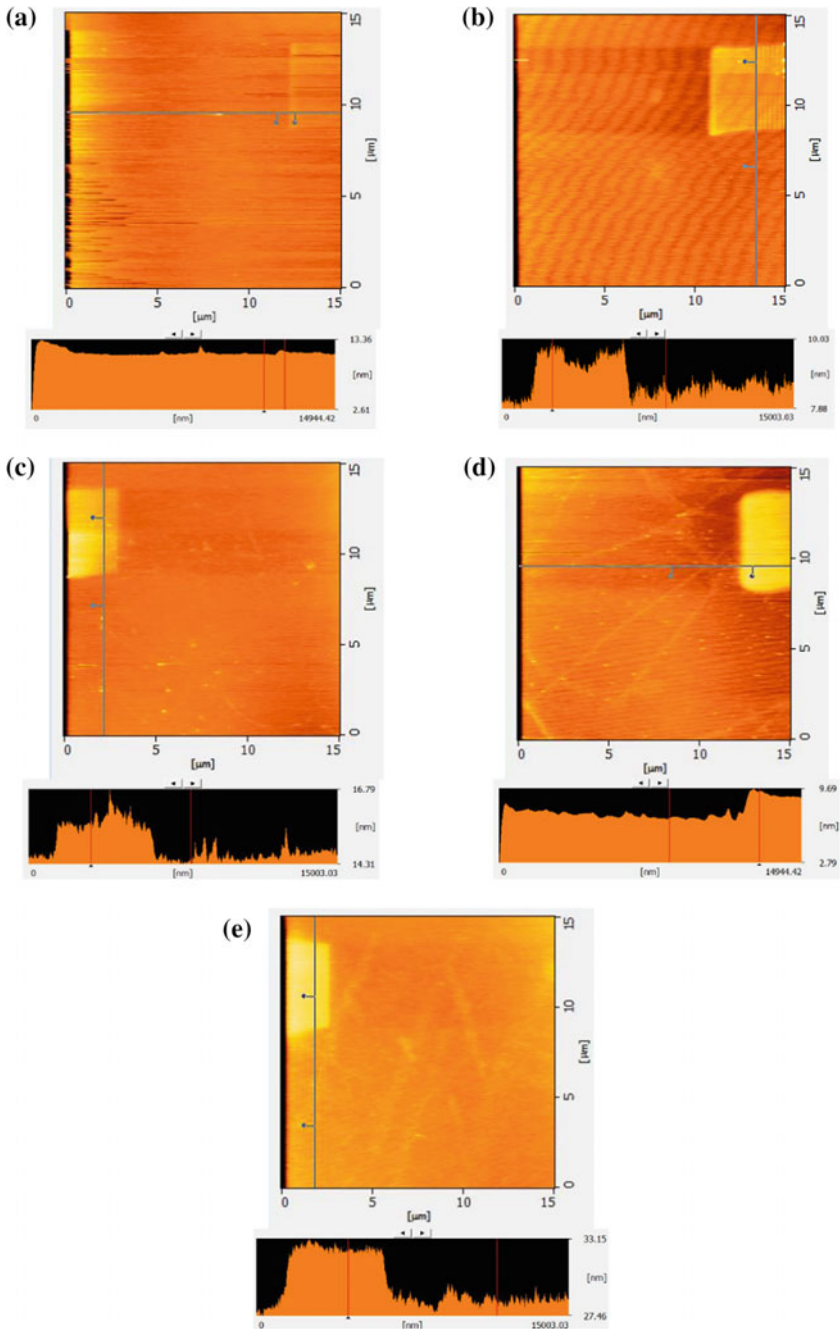 (a)
15
10
[µm]
5
0
0 5 10 15
[µm]
13.36
[nm]
2.61
0 [nm] 14944.42
(b)
15
10
[µm]
5
0
0 5 10 15
[µm]
10.03
[nm]
7.88
0 [nm] 15003.03
(c)
15
10
[µm]
5
0
0 5 10 15
[µm]
16.79
[nm]
14.31
0 [nm] 15003.03
(d)
15
10
[µm]
5
0
0 5 10 15
[µm]
9.69
[nm]
2.79
0 [nm] 14944.42
(e)
15
10
[µm]
5
0
0 5 10 15
[µm]
33.15
[nm]
27.46
0 [nm] 15003.03